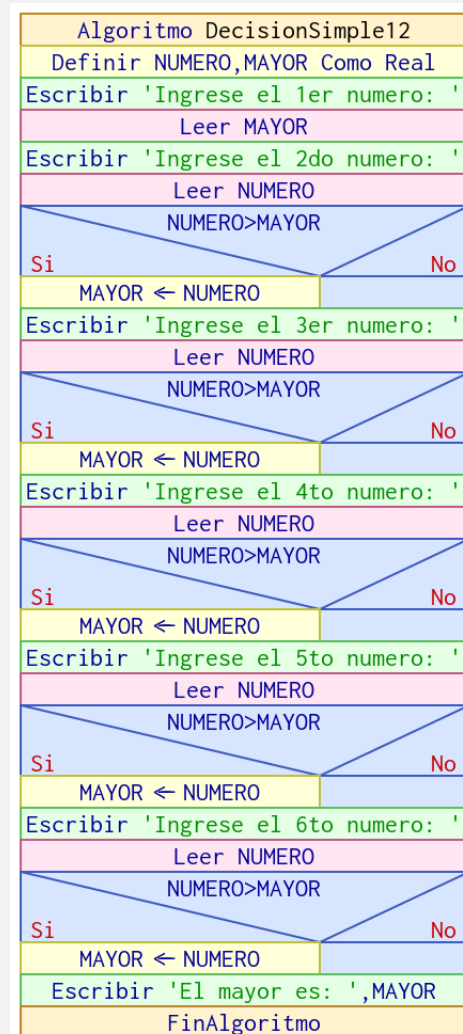 Algoritmo DecisionSimple12
Definir NUMERO,MAYOR Como Real
Escribir 'Ingrese el 1er numero: '
Leer MAYOR
Escribir 'Ingrese el 2do numero: '
Leer NUMERO
NUMERO>MAYOR
Si No
MAYOR ← NUMERO
Escribir 'Ingrese el 3er numero: '
Leer NUMERO
NUMERO>MAYOR
Si No
MAYOR ← NUMERO
Escribir 'Ingrese el 4to numero: '
Leer NUMERO
NUMERO>MAYOR
Si No
MAYOR ← NUMERO
Escribir 'Ingrese el 5to numero: '
Leer NUMERO
NUMERO>MAYOR
Si No
MAYOR ← NUMERO
Escribir 'Ingrese el 6to numero: '
Leer NUMERO
NUMERO>MAYOR
Si No
MAYOR ← NUMERO
Escribir 'El mayor es: ',MAYOR
FinAlgoritmo